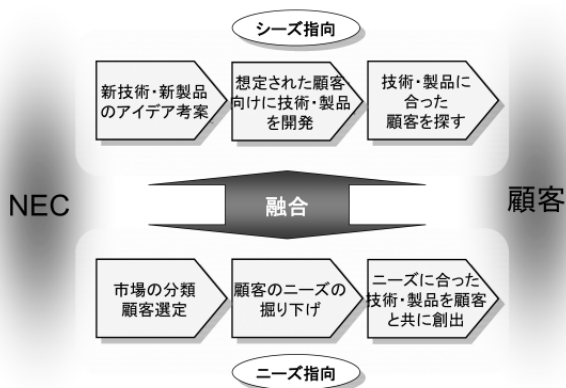 シーズ指向
新技術・新製品
のアイデア考案
想定された顧客
向けに技術・製品
を開発
技術・製品に
合った
顧客を探す
NEC
融合
顧客
市場の分類
顧客選定
顧客のニーズの
掘り下げ
ニーズに合った
技術・製品を顧客
と共に創出
ニーズ指向